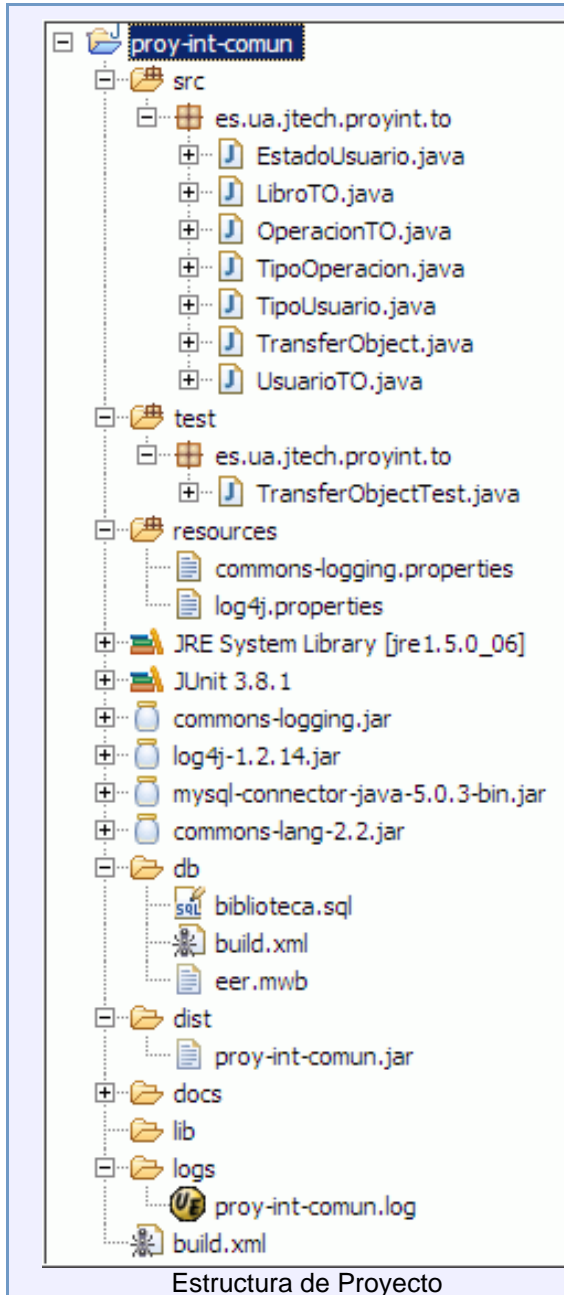 proy-int-comun
src
es.ua.jtech.proyint.to
EstadoUsuario.java
LibroTO.java
OperacionTO.java
TipoOperacion.java
TipoUsuario.java
TransferObject.java
UsuarioTO.java
test
es.ua.jtech.proyint.to
TransferObjectTest.java
resources
commons-logging.properties
log4j.properties
JRE System Library [jre1.5.0_06]
JUnit 3.8.1
commons-logging.jar
log4j-1.2.14.jar
mysql-connector-java-5.0.3-bin.jar
commons-lang-2.2.jar
db
biblioteca.sql
build.xml
eer.mwb
dist
proy-int-comun.jar
docs
lib
logs
proy-int-comun.log
build.xml
Estructura de Proyecto